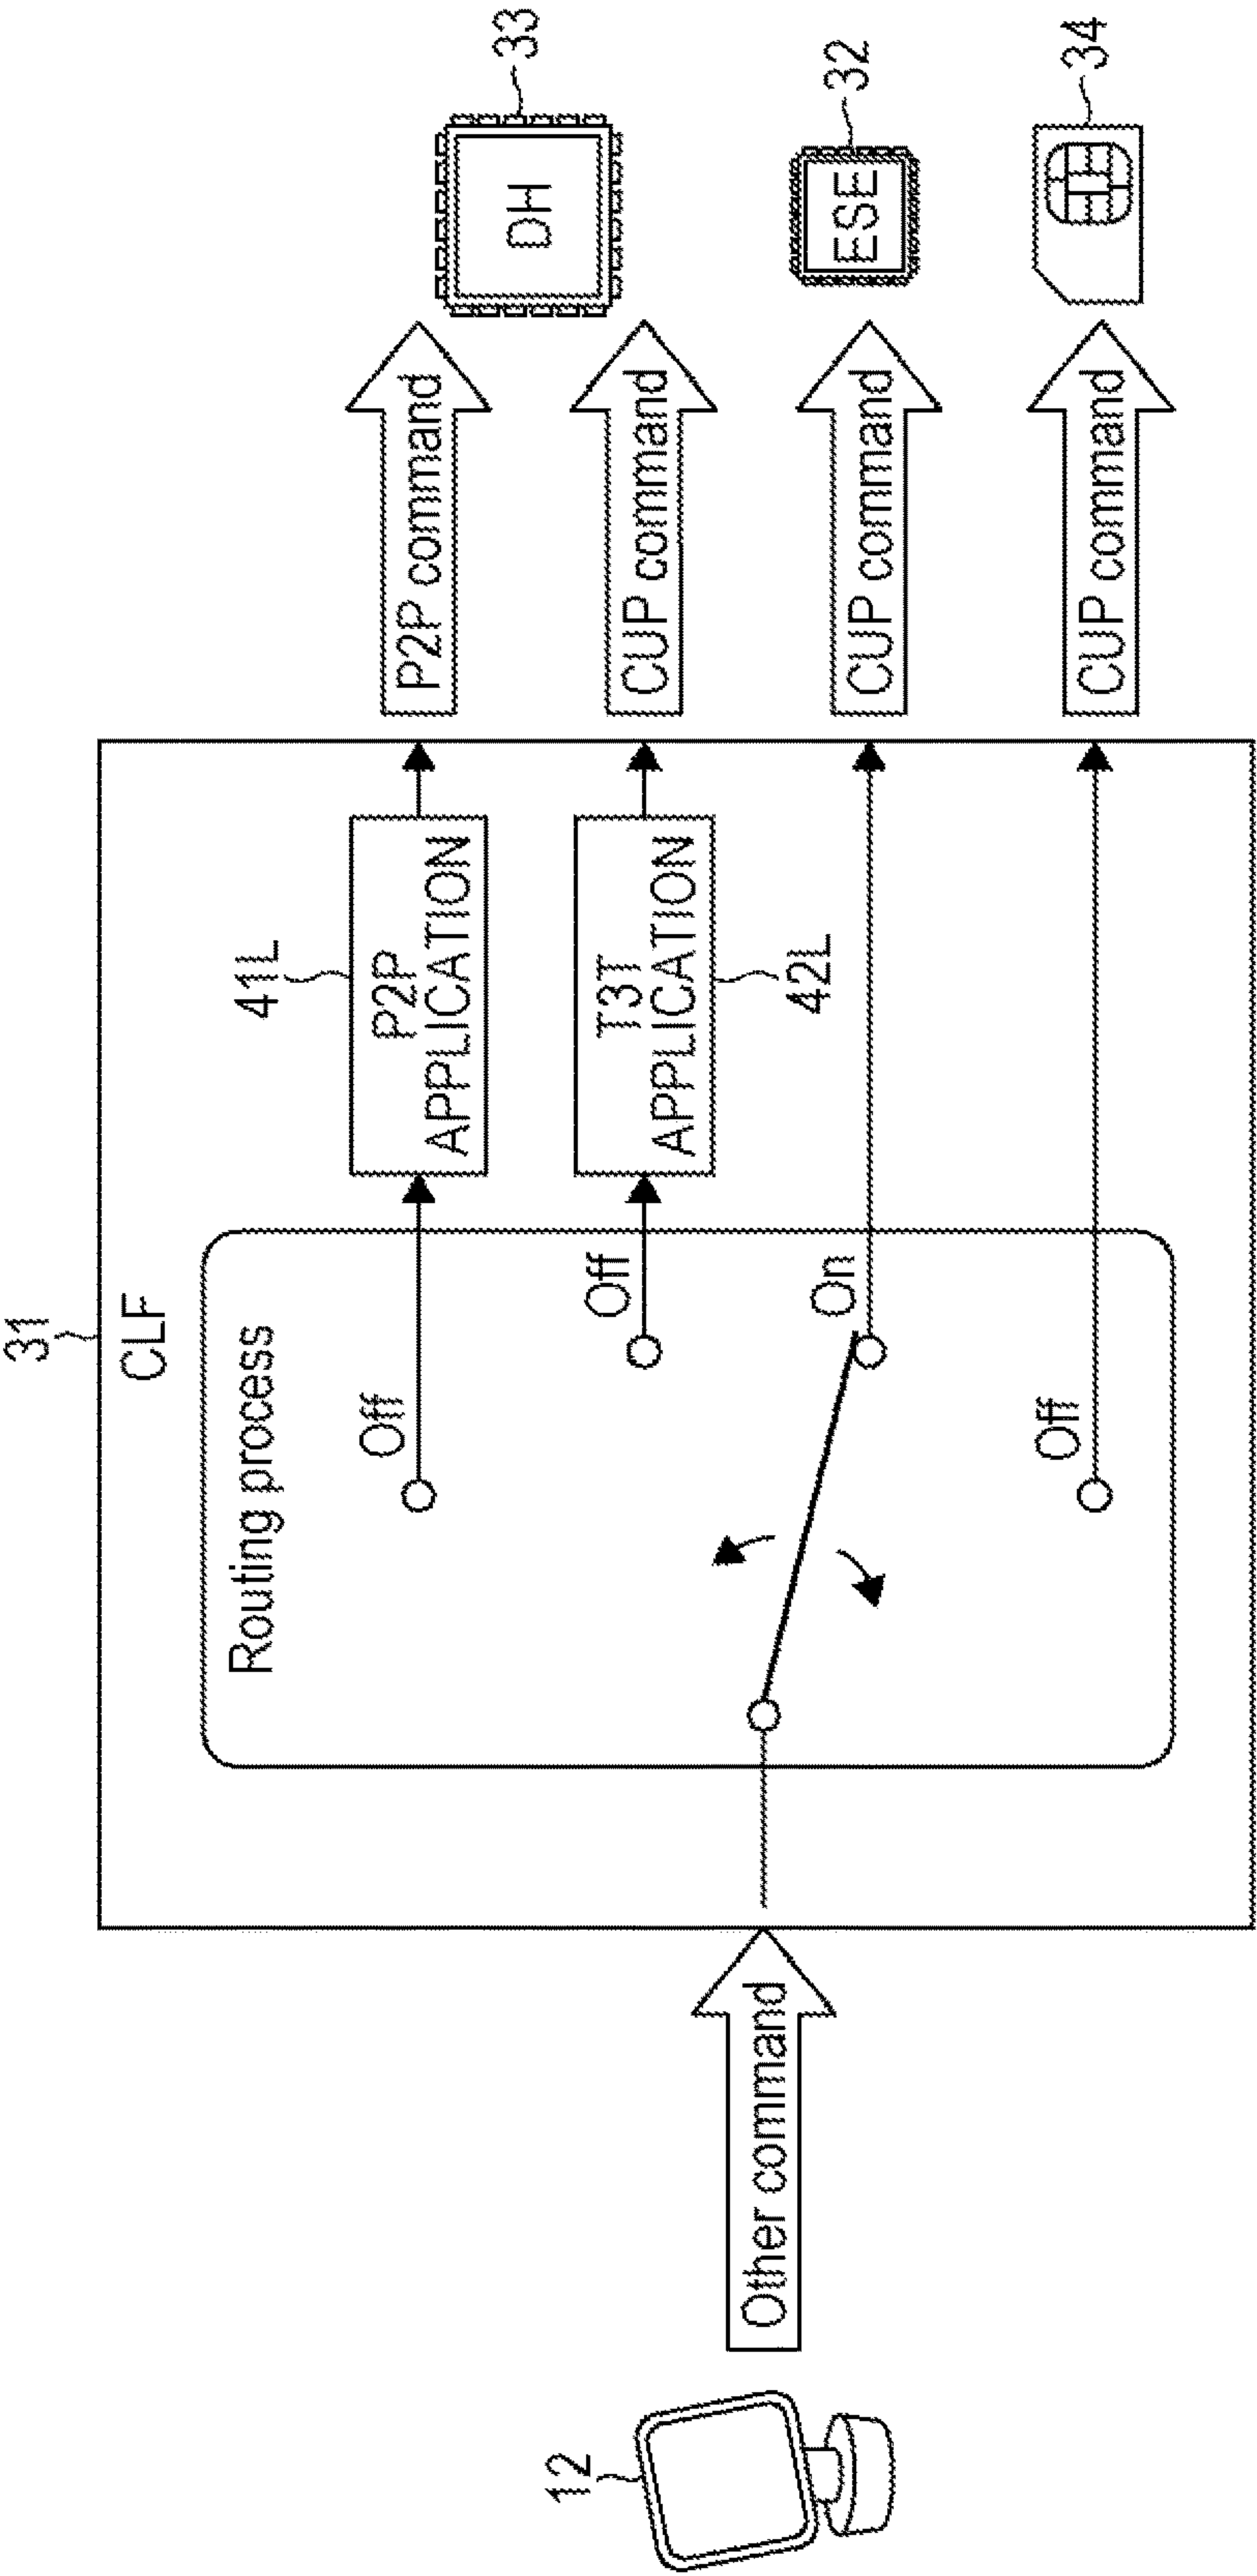 31
CLF
Routing process
Off
41L
P2P
APPLICATION
P2P command
DH
33
Off
T3T
APPLICATION
42L
CUP command
12
Other command
On
CUP command
ESE
32
Off
CUP command
34